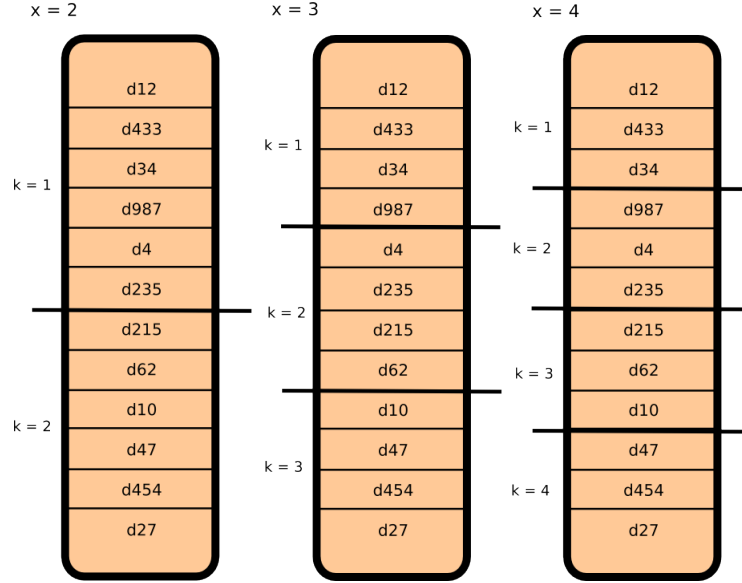 x = 2
k = 1
k = 2
d12
d433
d34
d987
d4
d235
d215
d62
d10
d47
d454
d27
x = 3
k = 1
k = 2
k = 3
d12
d433
d34
d987
d4
d235
d215
d62
d10
d47
d454
d27
x = 4
k = 1
k = 2
k = 3
k = 4
d12
d433
d34
d987
d4
d235
d215
d62
d10
d47
d454
d27